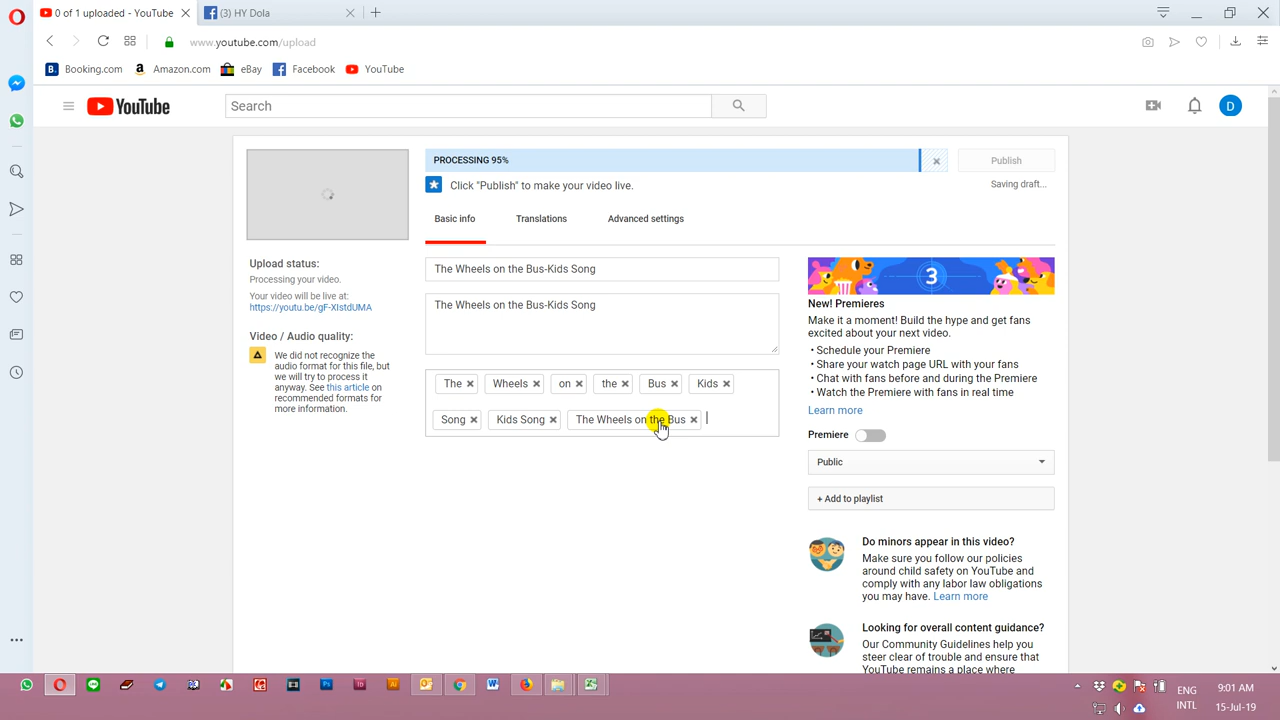 0 of 1 uploaded - YouTube
(3) HY Dola
www.youtube.com/upload
Booking.com
Amazon.com
eBay
Facebook
YouTube
YouTube
Search
D
PROCESSING 95%
Publish
Click "Publish" to make your video live.
Saving draft...
Basic info
Translations
Advanced settings
Upload status:
Processing your video.
Your video will be live at:
https://youtu.be/gF-XIstdUMA
Video / Audio quality:
We did not recognize the
audio format for this file, but
we will try to process it
anyway. See this article on
recommended formats for
more information.
The Wheels on the Bus-Kids Song
The Wheels on the Bus-Kids Song
The
Wheels
on
the
Bus
Kids
Song
Kids Song
The Wheels on the Bus
3
New! Premieres
Make it a moment! Build the hype and get fans
excited about your next video.
• Schedule your Premiere
• Share your watch page URL with your fans
• Chat with fans before and during the Premiere
• Watch the Premiere with fans in real time
Learn more
Premiere
Public
+ Add to playlist
Do minors appear in this video?
Make sure you follow our policies
around child safety on YouTube and
comply with any labor law obligations
you may have. Learn more
Looking for overall content guidance?
Our Community Guidelines help you
steer clear of trouble and ensure that
YouTube remains a place where
ENG
INTL
9:01 AM
15-Jul-19